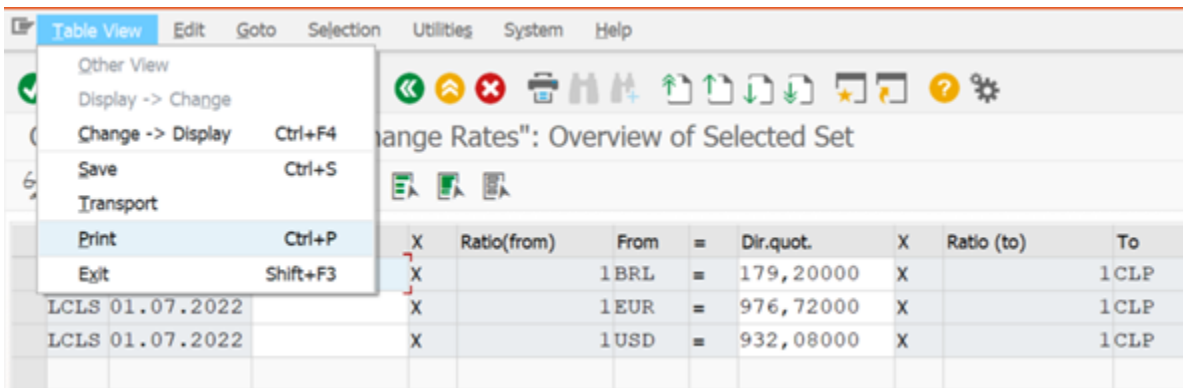 Table View Edit Goto Selection Utilities System Help
Other View
Display -> Change
Change -> Display Ctrl+F4
ange Rates": Overview of Selected Set
Save Ctrl+S
Transport
Print Ctrl+P X Ratio(from) From = Dir.quot. X Ratio (to) To
Exit Shift+F3 X 1 BRL = 179,20000 X 1 CLP
LCLS 01.07.2022 X 1 EUR = 976,72000 X 1 CLP
LCLS 01.07.2022 X 1 USD = 932,08000 X 1 CLP